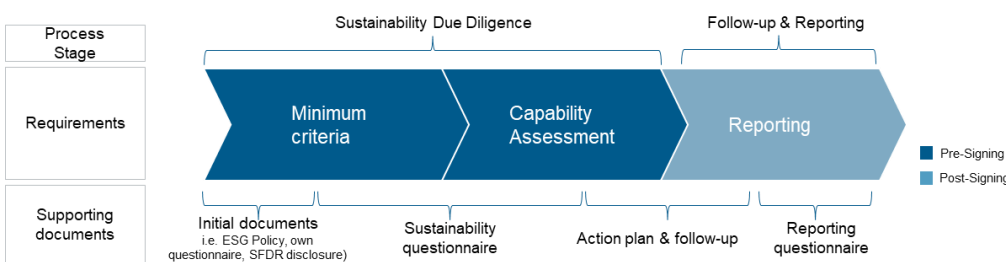 Sustainability Due Diligence
Follow-up & Reporting
Process
Stage
Requirements
Minimum
criteria
Capability
Assessment
Reporting
Pre-Signing
Post-Signing
Supporting
documents
Initial documents
i.e. ESG Policy, own
questionnaire, SFDR disclosure)
Sustainability
questionnaire
Action plan & follow-up
Reporting
questionnaire